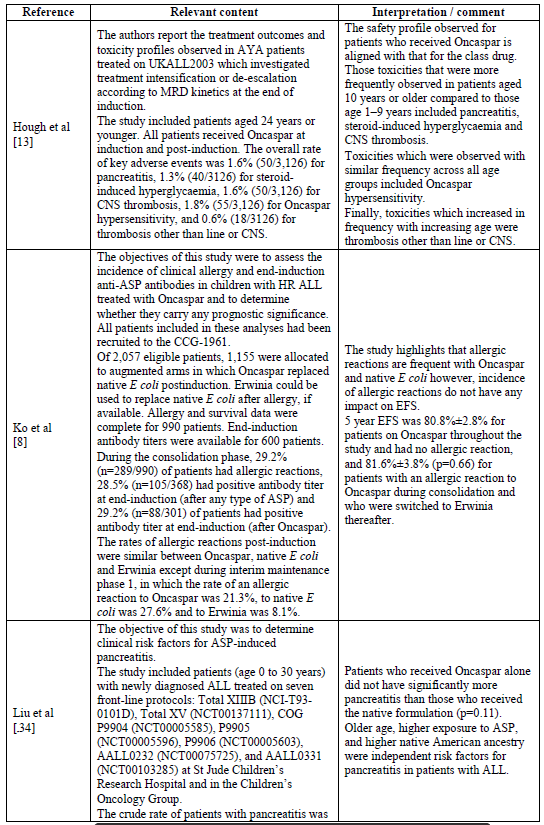 Reference
Relevant content
Interpretation / comment
Hough et al
[13]
The authors report the treatment outcomes and
toxicity profiles observed in AYA patients
treated on UKALL2003 which investigated
treatment intensification or de-escalation
according to MRD kinetics at the end of
induction.
The study included patients aged 24 years or
younger. All patients received Oncaspar at
induction and post-induction. The overall rate
of key adverse events was 1.6% (50/3,126) for
pancreatitis, 1.3% (40/3126) for steroid-
induced hyperglycaemia, 1.6% (50/3,126) for
CNS thrombosis, 1.8% (55/3,126) for Oncaspar
hypersensitivity, and 0.6% (18/3126) for
thrombosis other than line or CNS.
The safety profile observed for
patients who received Oncaspar is
aligned with that for the class drug.
Those toxicities that were more
frequently observed in patients aged
10 years or older compared to those
age 1–9 years included pancreatitis,
steroid-induced hyperglycaemia and
CNS thrombosis.
Toxicities which were observed with
similar frequency across all age
groups included Oncaspar
hypersensitivity.
Finally, toxicities which increased in
frequency with increasing age were
thrombosis other than line or CNS.
Ko et al
[8]
The objectives of this study were to assess the
incidence of clinical allergy and end-induction
anti-ASP antibodies in children with HR ALL
treated with Oncaspar and to determine
whether they carry any prognostic significance.
All patients included in these analyses had been
recruited to the CCG-1961.
Of 2,057 eligible patients, 1,155 were allocated
to augmented arms in which Oncaspar replaced
native E coli postinduction. Erwinia could be
used to replace native E coli after allergy, if
available. Allergy and survival data were
complete for 990 patients. End-induction
antibody titers were available for 600 patients.
During the consolidation phase, 29.2%
(n=289/990) of patients had allergic reactions,
28.5% (n=105/368) had positive antibody titer
at end-induction (after any type of ASP) and
29.2% (n=88/301) of patients had positive
antibody titer at end-induction (after Oncaspar).
The rates of allergic reactions post-induction
were similar between Oncaspar, native E coli
and Erwinia except during interim maintenance
phase 1, in which the rate of an allergic
reaction to Oncaspar was 21.3%, to native E
coli was 27.6% and to Erwinia was 8.1%.
The study highlights that allergic
reactions are frequent with Oncaspar
and native E coli however, incidence
of allergic reactions do not have any
impact on EFS.
5 year EFS was 80.8%±2.8% for
patients on Oncaspar throughout the
study and had no allergic reaction,
and 81.6%±3.8% (p=0.66) for
patients with an allergic reaction to
Oncaspar during consolidation and
who were switched to Erwinia
thereafter.
Liu et al
[.34]
The objective of this study was to determine
clinical risk factors for ASP-induced
pancreatitis.
The study included patients (age 0 to 30 years)
with newly diagnosed ALL treated on seven
front-line protocols: Total XIIIB (NCI-T93-
0101D), Total XV (NCT00137111), COG
P9904 (NCT00005585), P9905
(NCT00005596), P9906 (NCT00005603),
AALL0232 (NCT00075725), and AALL0331
(NCT00103285) at St Jude Children’s
Research Hospital and in the Children’s
Oncology Group.
The crude rate of patients with pancreatitis was
Patients who received Oncaspar alone
did not have significantly more
pancreatitis than those who received
the native formulation (p=0.11).
Older age, higher exposure to ASP,
and higher native American ancestry
were independent risk factors for
pancreatitis in patients with ALL.